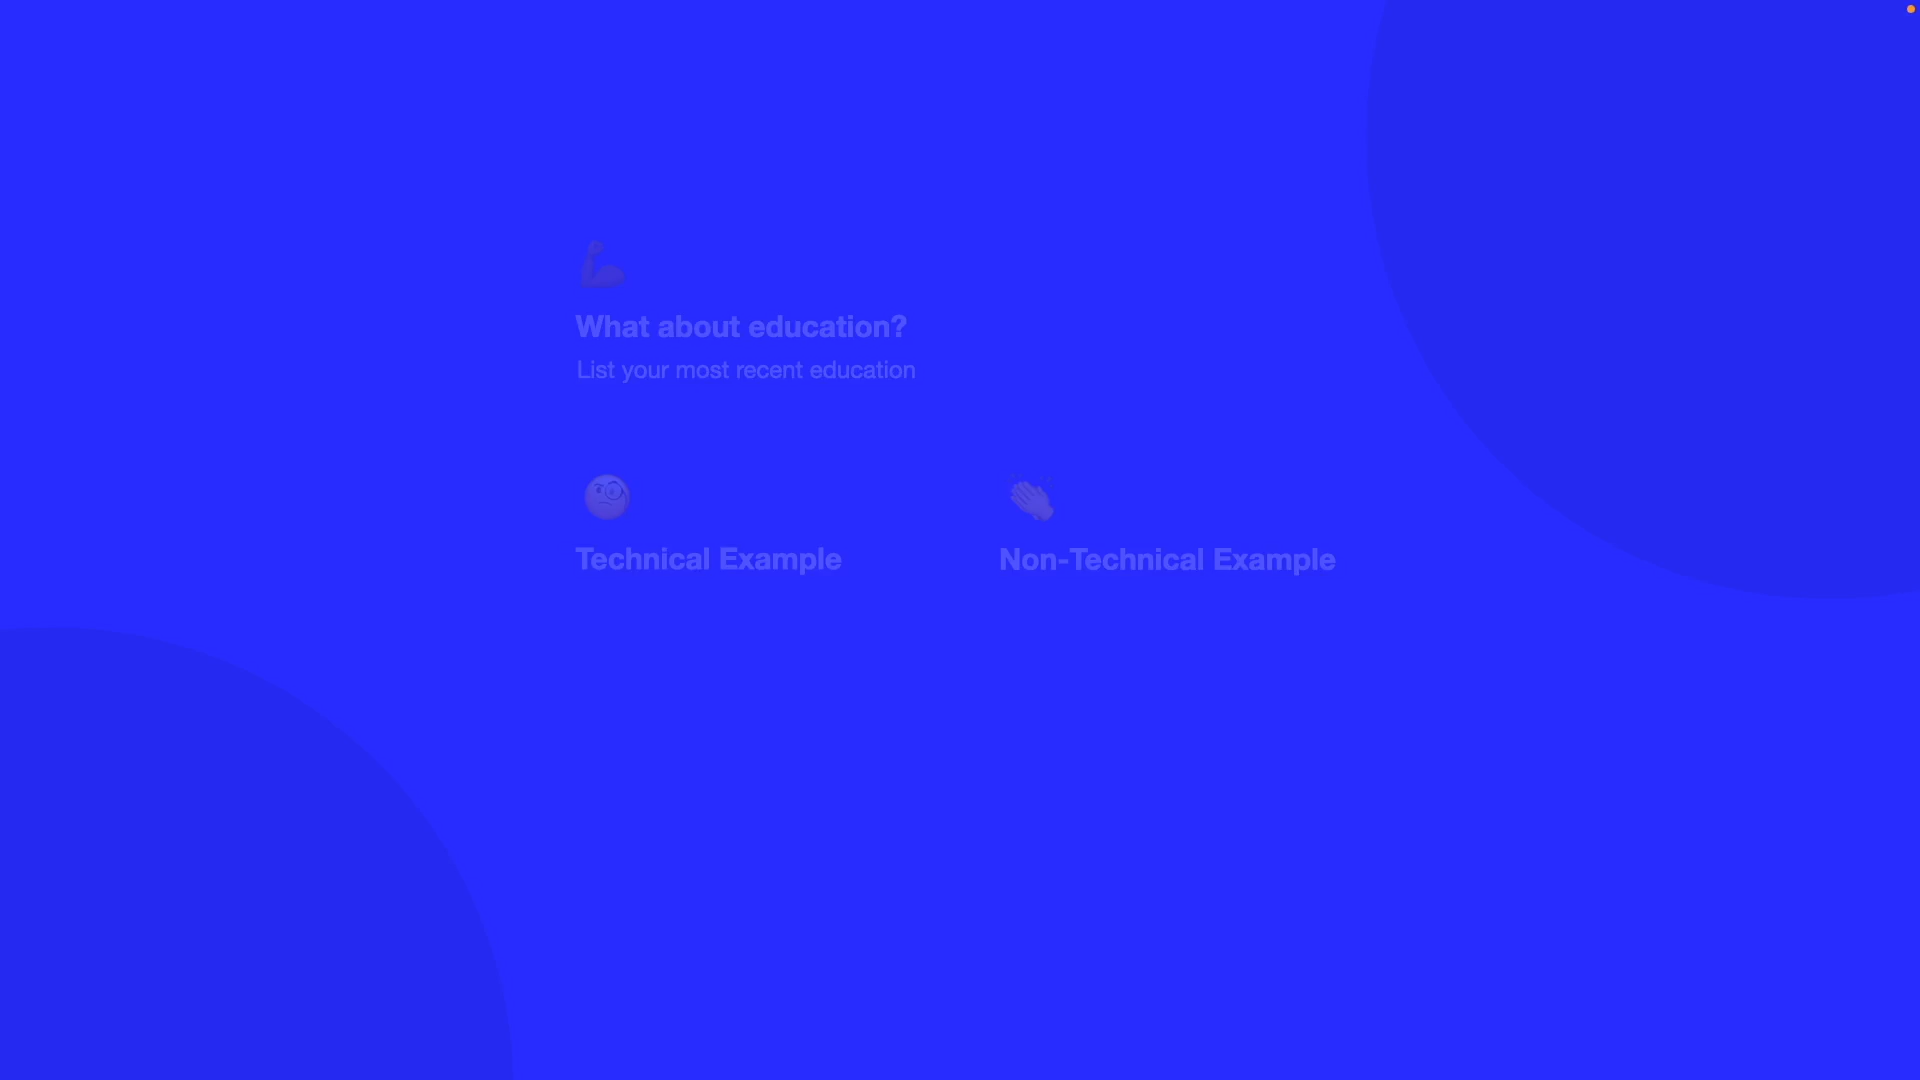 What about education?
List your most recent education
Technical Example
Non-Technical Example